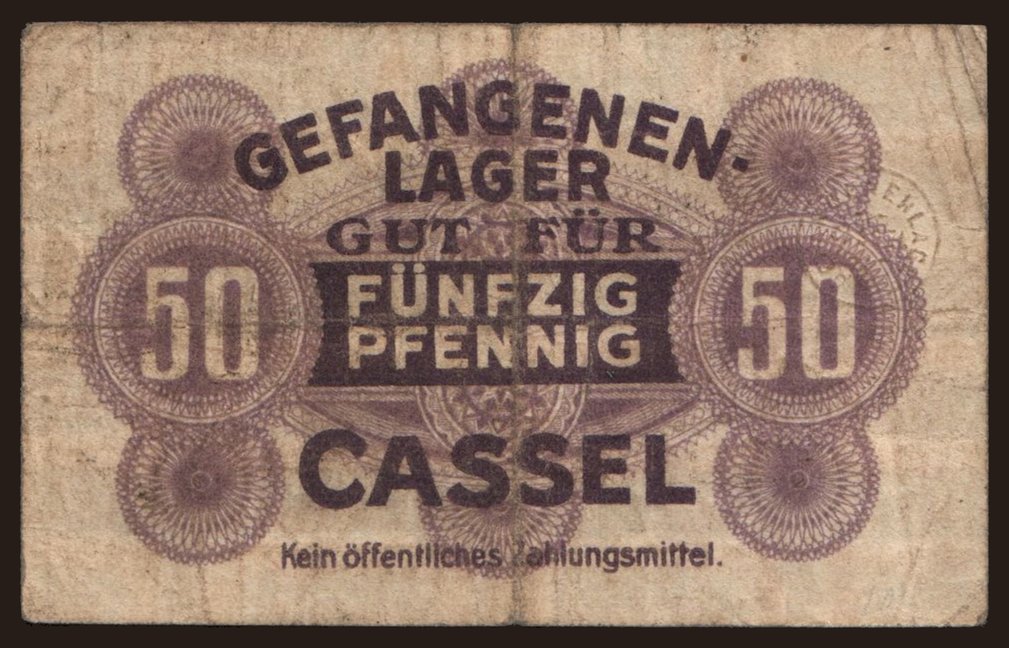 GEFANGENEN-
LAGER
GUT FÜR
50 FÜNFZIG 50
PFENNIG
CASSEL
Kein öffentliches Zahlungsmittel.